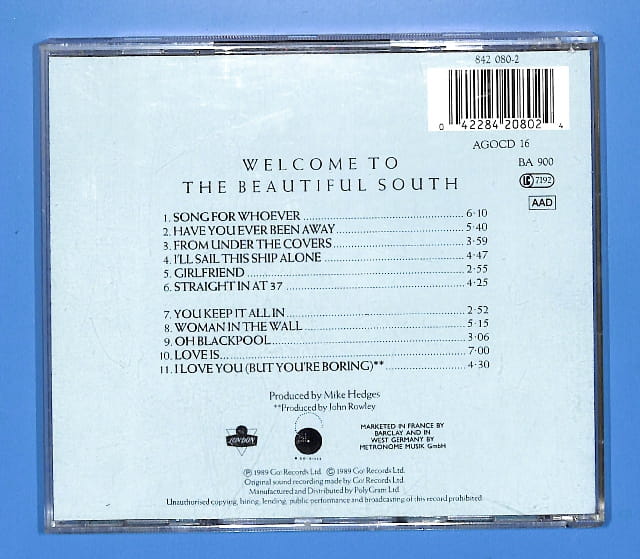 842 080-2
0 42284 20802 4
AGOCD 16
BA 900
LC 7192
AAD
WELCOME TO
THE BEAUTIFUL SOUTH
1. SONG FOR WHOEVER 6·10
2. HAVE YOU EVER BEEN AWAY 5·40
3. FROM UNDER THE COVERS 3·59
4. I'LL SAIL THIS SHIP ALONE 4·47
5. GIRLFRIEND 2·55
6. STRAIGHT IN AT 37 4·25
7. YOU KEEP IT ALL IN 2·52
8. WOMAN IN THE WALL 5·15
9. OH BLACKPOOL 3·06
10. LOVE IS... 7·00
11. I LOVE YOU (BUT YOU'RE BORING)** 4·30
Produced by Mike Hedges
**Produced by John Rowley
LONDON
MARKETED IN FRANCE BY
BARCLAY AND IN
WEST GERMANY BY
METRONOME MUSIK GmbH
℗ 1989 Go! Records Ltd. © 1989 Go! Records Ltd.
Original sound recording made by Go! Records Ltd.
Manufactured and Distributed by PolyGram Ltd.
Unauthorised copying, hiring, lending, public performance and broadcasting of this record prohibited